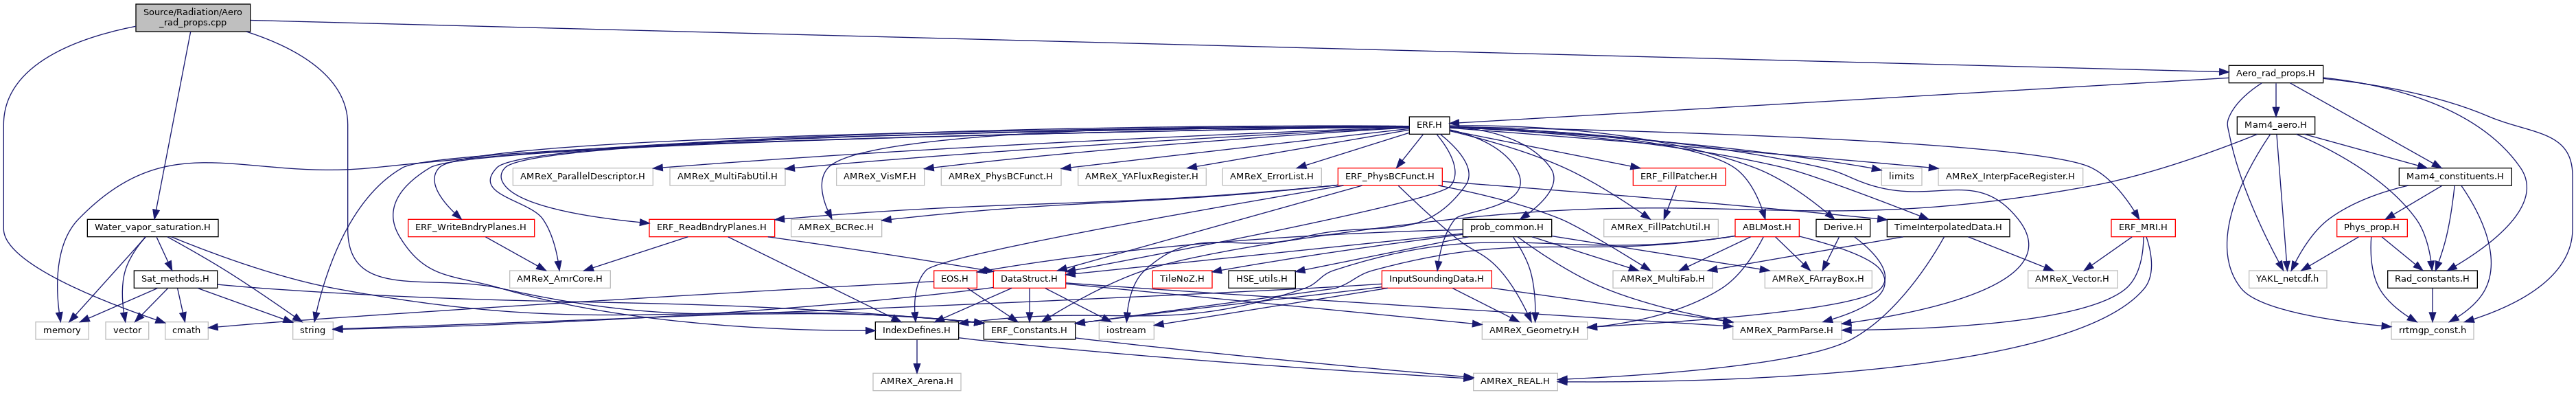 Source/Radiation/Aero
_rad_props.cpp
Aero_rad_props.H
ERF.H
Mam4_aero.H
AMReX_ParallelDescriptor.H
AMReX_MultiFabUtil.H
AMReX_VisMF.H
AMReX_PhysBCFunct.H
AMReX_YAFluxRegister.H
AMReX_ErrorList.H
ERF_PhysBCFunct.H
ERF_FillPatcher.H
limits
AMReX_InterpFaceRegister.H
Mam4_constituents.H
Water_vapor_saturation.H
ERF_WriteBndryPlanes.H
ERF_ReadBndryPlanes.H
AMReX_BCRec.H
prob_common.H
AMReX_FillPatchUtil.H
ABLMost.H
Derive.H
TimeInterpolatedData.H
ERF_MRI.H
Phys_prop.H
Sat_methods.H
AMReX_AmrCore.H
EOS.H
DataStruct.H
TileNoZ.H
HSE_utils.H
InputSoundingData.H
AMReX_MultiFab.H
AMReX_FArrayBox.H
AMReX_Vector.H
YAKL_netcdf.h
Rad_constants.H
memory
vector
cmath
string
IndexDefines.H
ERF_Constants.H
iostream
AMReX_Geometry.H
AMReX_ParmParse.H
rrtmgp_const.h
AMReX_Arena.H
AMReX_REAL.H